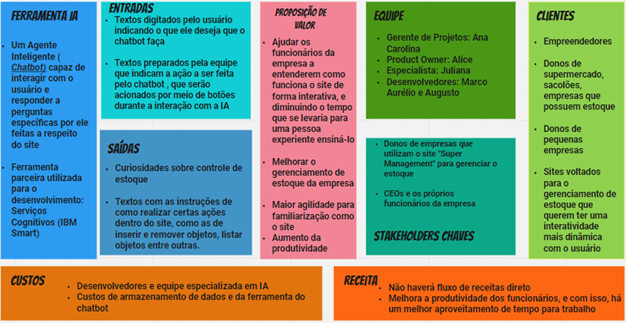 FERRAMENTA IA
• Um Agente
Inteligente (
Chatbot) capaz de
interagir com o
usuário e
responder a
perguntas
específicas por ele
feitas a respeito
do site
• Ferramenta
parceira utilizada
para o
desenvolvimento:
Serviços
Cognitivos (IBM
Smart)
ENTRADAS
• Textos digitados pelo usuário
indicando o que ele deseja que o
chatbot faça
• Textos preparados pela equipe
que indicam a ação a ser feita
pelo chatbot , que serão
acionados por meio de botões
durante a interação com a IA
SAÍDAS
• Curiosidades sobre controle de
estoque
• Textos com as instruções de
como realizar certas ações
dentro do site, como as de
inserir e remover objetos, listar
objetos entre outras.
PROPOSIÇÃO DE
VALOR
• Ajudar os
funcionários da
empresa a
entenderem como
funciona o site de
forma interativa, e
diminuindo o tempo
que se levaria para
uma pessoa
experiente ensiná-lo
• Melhorar o
gerenciamento de
estoque da empresa
• Maior agilidade para
familiarização como
o site
• Aumento da
produtividade
EQUIPE
• Gerente de Projetos: Ana
Carolina
• Product Owner: Alice
• Especialista: Juliana
• Desenvolvedores: Marco
Aurélio e Augusto
• Donos de empresas que
utilizam o site "Super
Management" para gerenciar o
estoque
• CEOs e os próprios
funcionários da empresa
STAKEHOLDERS CHAVES
CLIENTES
• Empreendedores
• Donos de
supermercado,
sacolões,
empresas que
possuem estoque
• Donos de
pequenas
empresas
• Sites voltados
para o
gerenciamento de
estoque que
querem ter uma
interatividade
mais dinâmica
com o usuário
CUSTOS
• Desenvolvedores e equipe especializada em IA
• Custos de armazenamento de dados e da ferramenta do
chatbot
RECEITA
• Não haverá fluxo de receitas direto
• Melhora a produtividade dos funcionários, e com isso, há
um melhor aproveitamento de tempo para trabalho